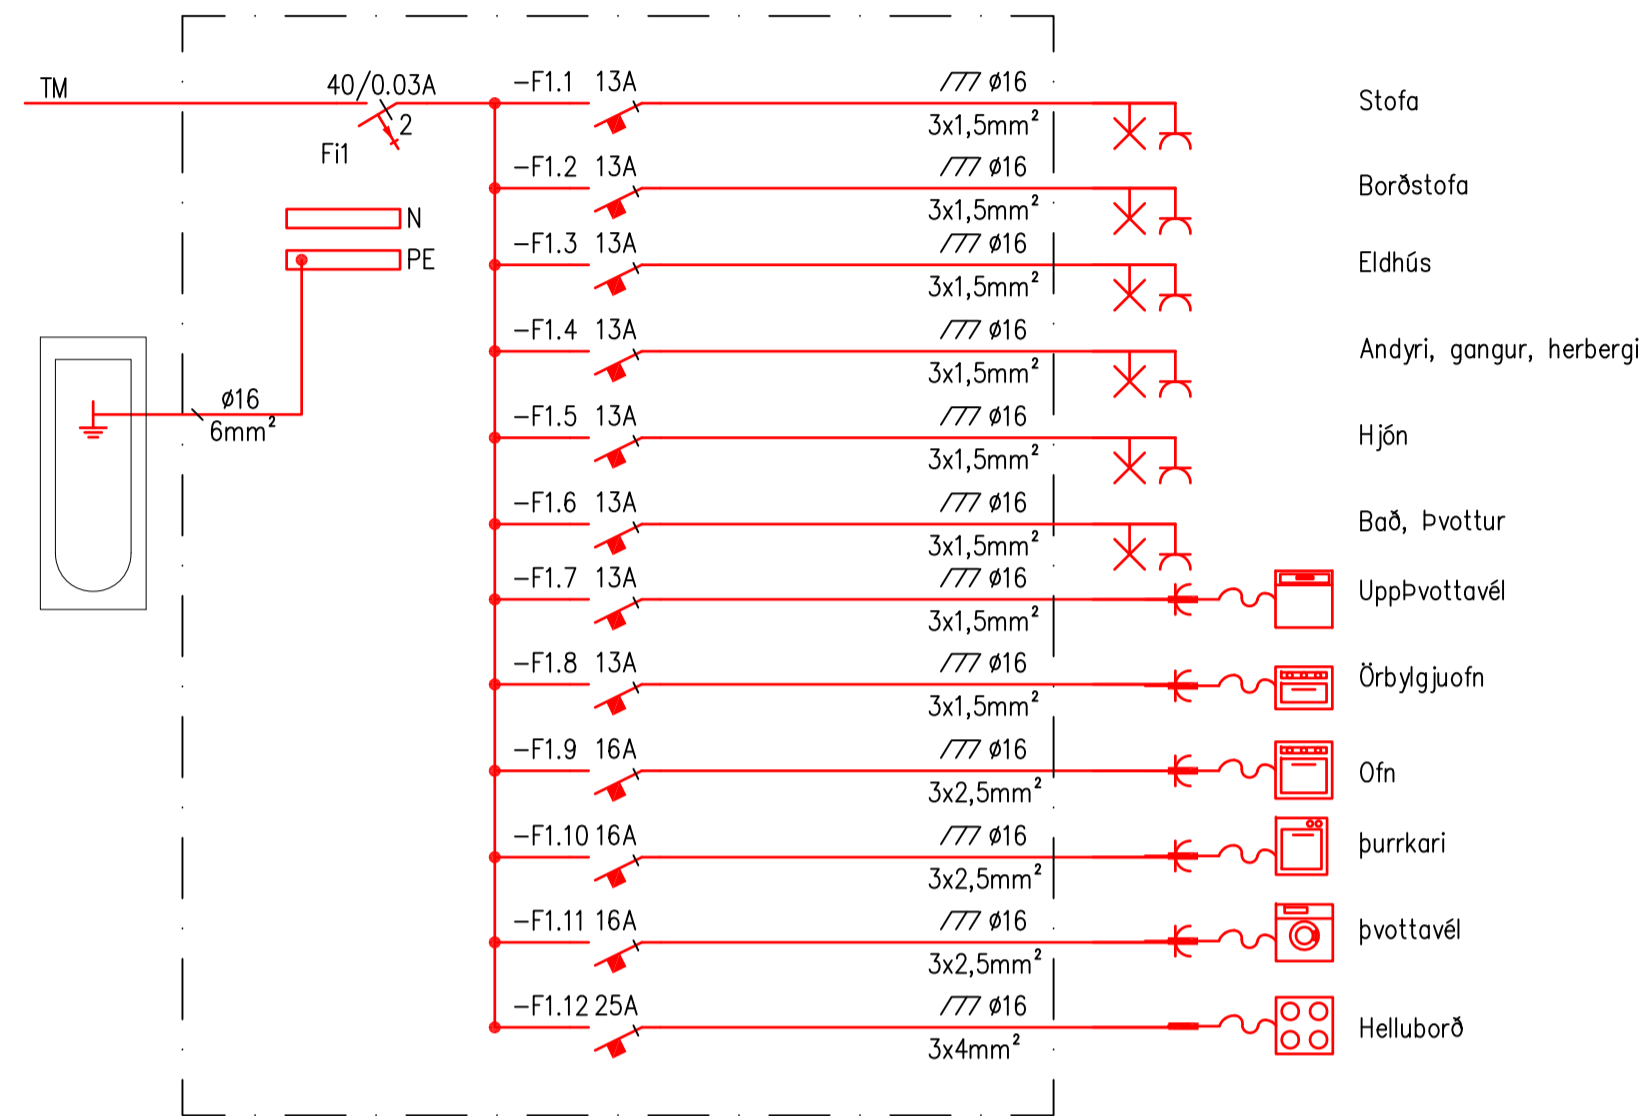 TM
40/0.03A
2
Fi1
N
PE
ø16
6mm²
-F1.1 13A ø16
3x1,5mm²
Stofa
-F1.2 13A ø16
3x1,5mm²
Borðstofa
-F1.3 13A ø16
3x1,5mm²
Eldhús
-F1.4 13A ø16
3x1,5mm²
Andyri, gangur, herbergi
-F1.5 13A ø16
3x1,5mm²
Hjón
-F1.6 13A ø16
3x1,5mm²
Bað, Þvottur
-F1.7 13A ø16
3x1,5mm²
UppÞvottavél
-F1.8 13A ø16
3x1,5mm²
Örbylgjuofn
-F1.9 16A ø16
3x2,5mm²
Ofn
-F1.10 16A ø16
3x2,5mm²
þurrkari
-F1.11 16A ø16
3x2,5mm²
þvottavél
-F1.12 25A ø16
3x4mm²
Helluborð